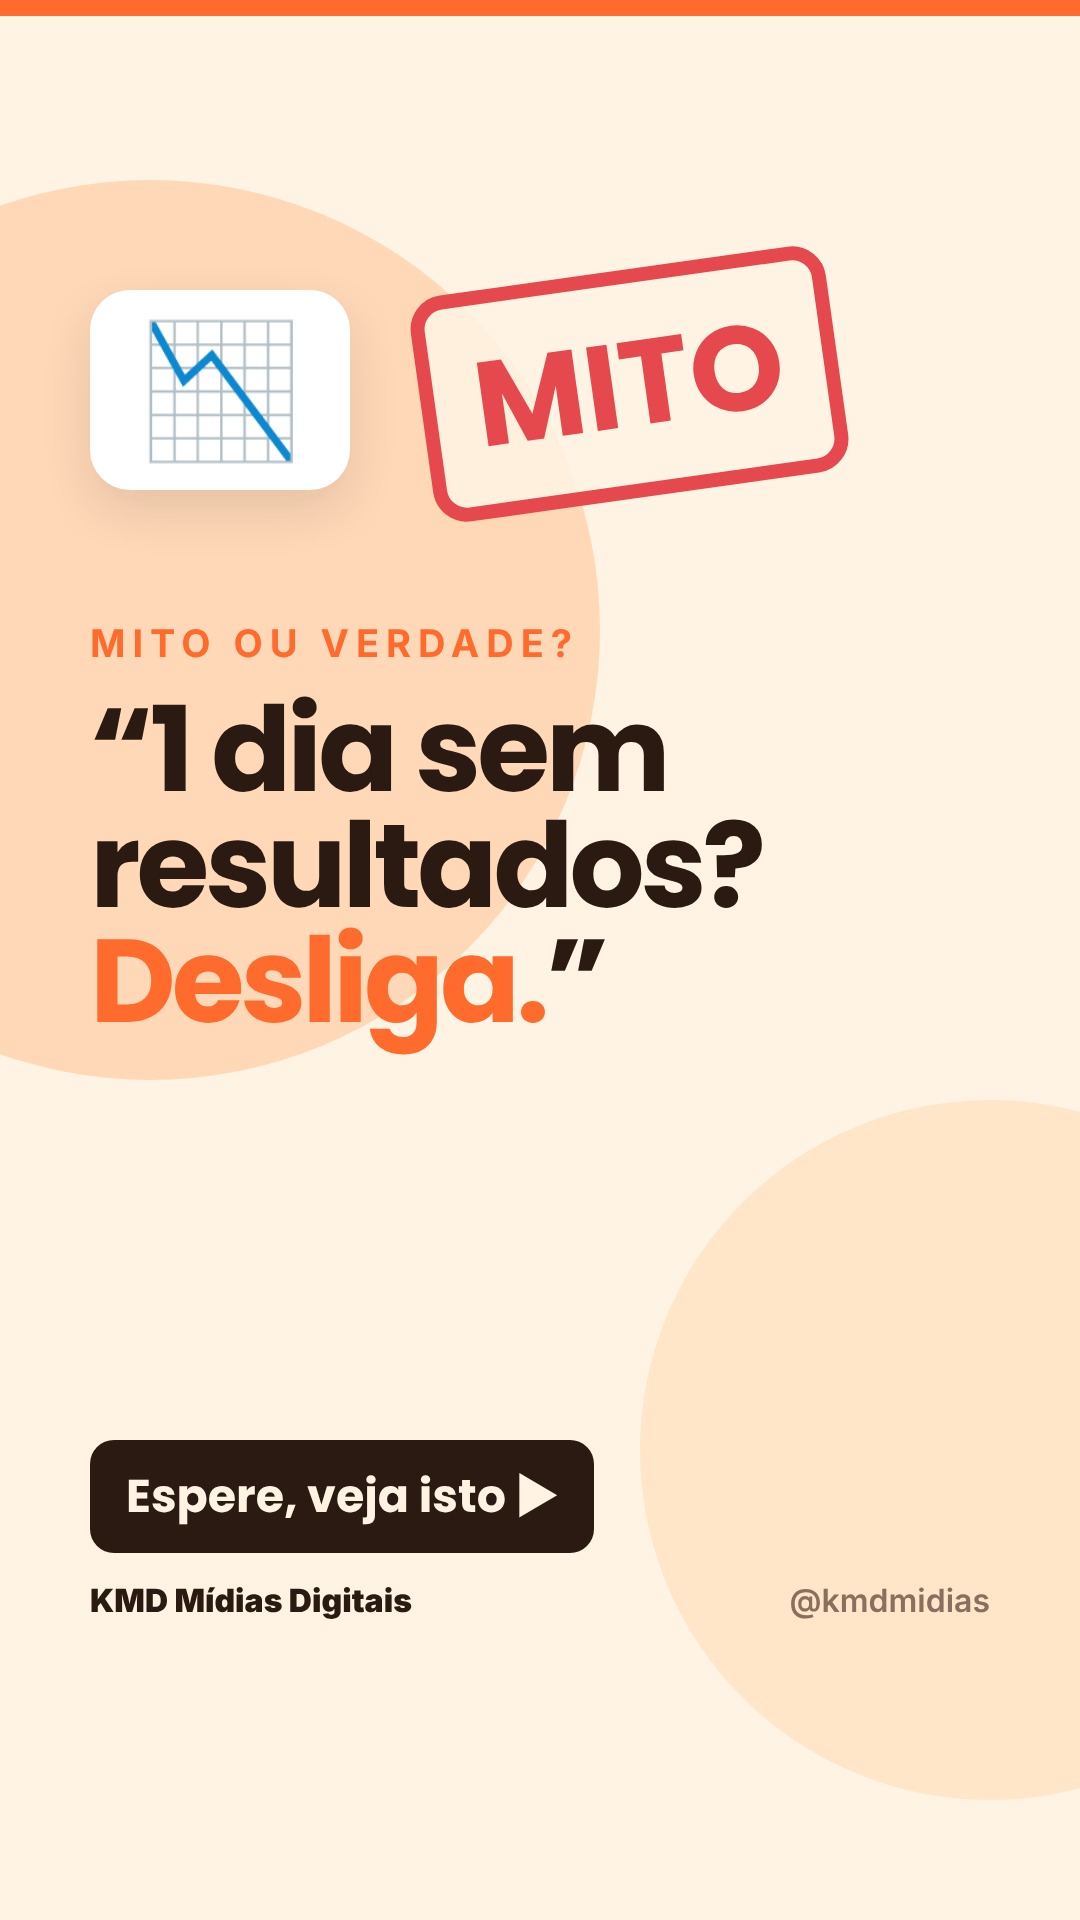 MITO
MITO OU VERDADE?
“1 dia sem
resultados?
Desliga.”
Espere, veja isto ▶
KMD Mídias Digitais
@kmdmidias